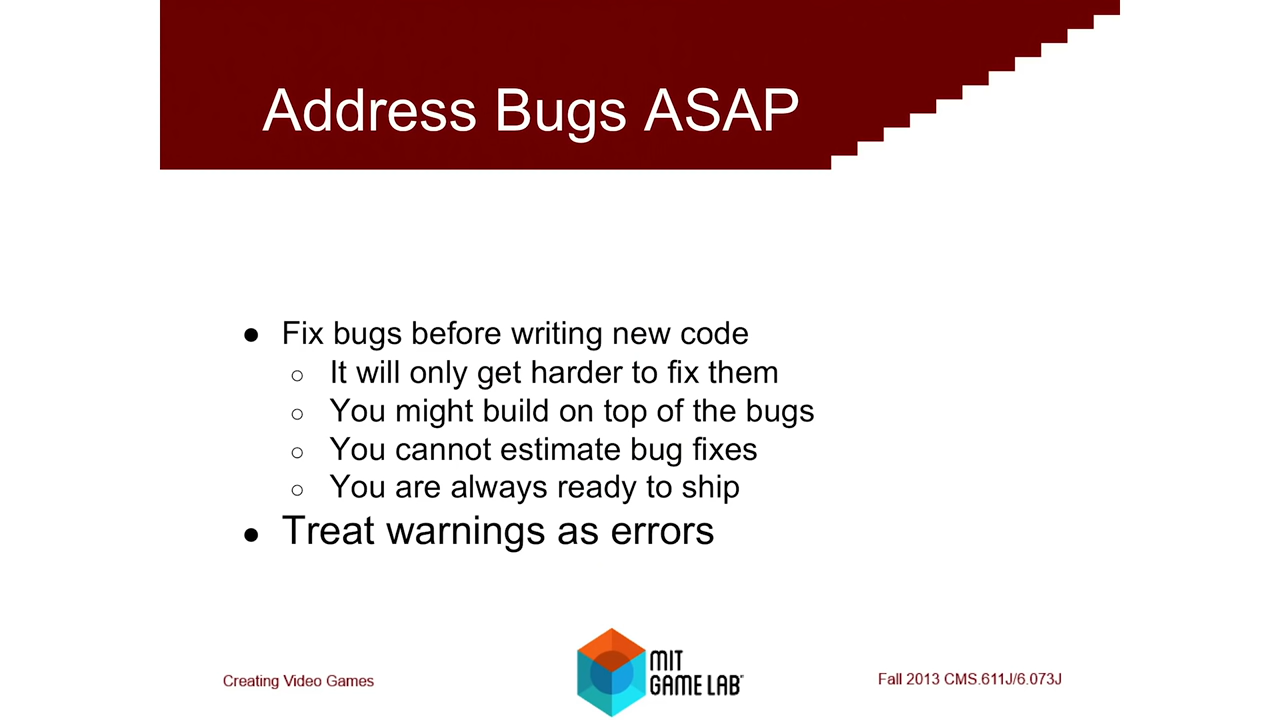 Address Bugs ASAP
● Fix bugs before writing new code
○ It will only get harder to fix them
○ You might build on top of the bugs
○ You cannot estimate bug fixes
○ You are always ready to ship
● Treat warnings as errors
Creating Video Games
MIT
GAME LAB
Fall 2013 CMS.611J/6.073J